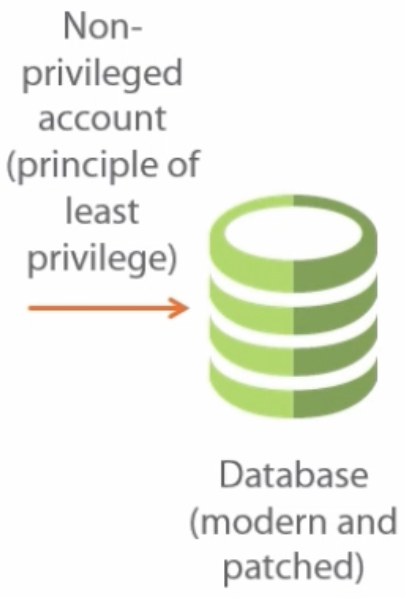 Non-
privileged
account
(principle of
least
privilege)
Database
(modern and
patched)